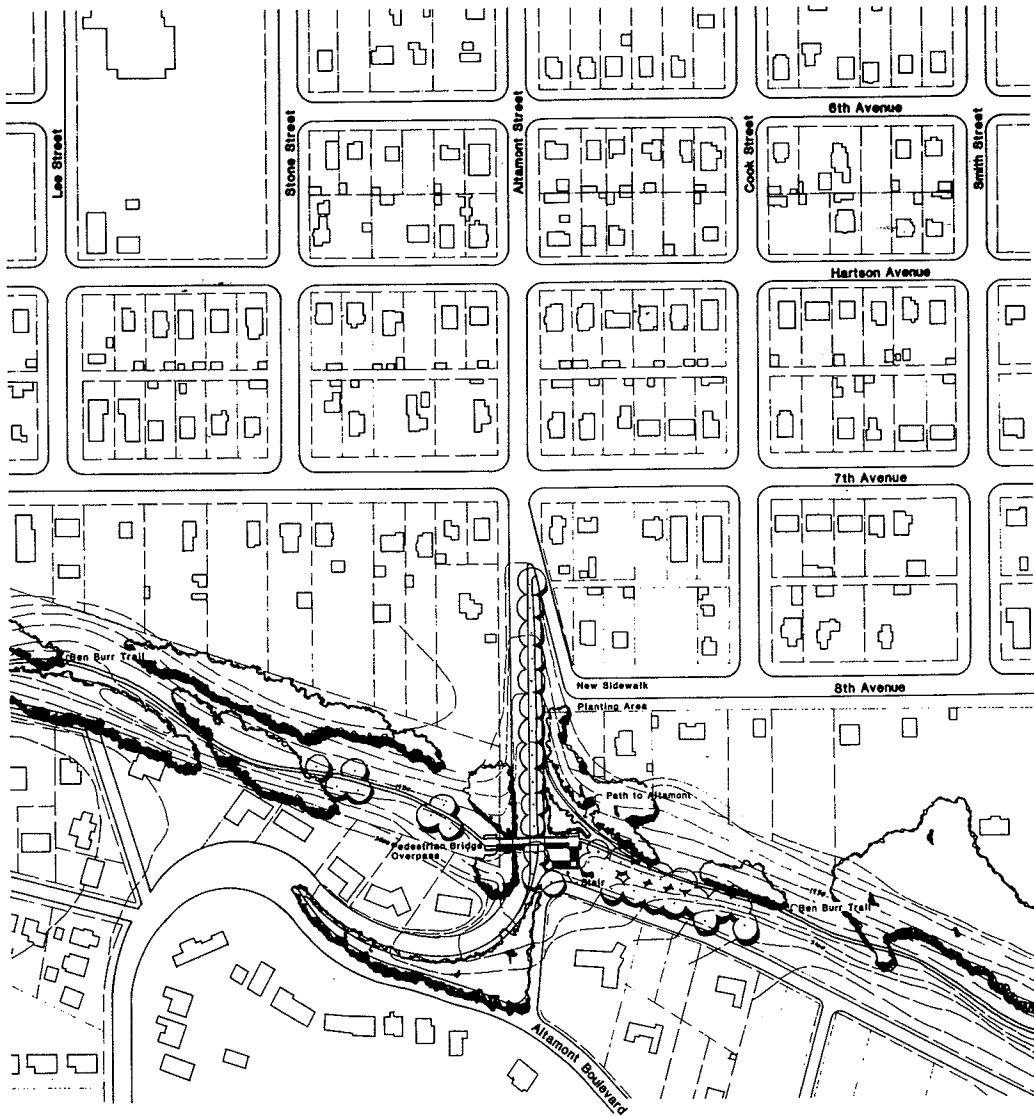 6th Avenue
Lee Street
Stone Street
Altamont Street
Cook Street
Smith Street
Hartson Avenue
7th Avenue
Ben Burr Trail
New Sidewalk
8th Avenue
Planting Area
Path to Altamont
Pedestrian Bridge
Overpass
Stair
Ben Burr Trail
Altamont Boulevard